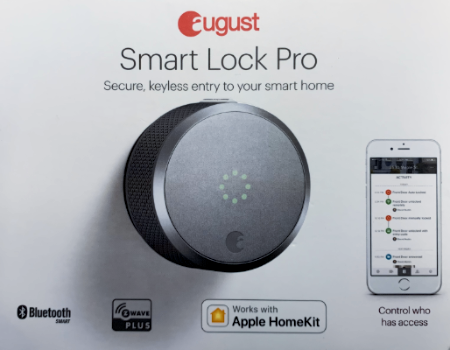 august
Smart Lock Pro
Secure, keyless entry to your smart home
ACTIVITY
Bluetooth
SMART
Z WAVE
PLUS
Works with
Apple HomeKit
Control who
has access